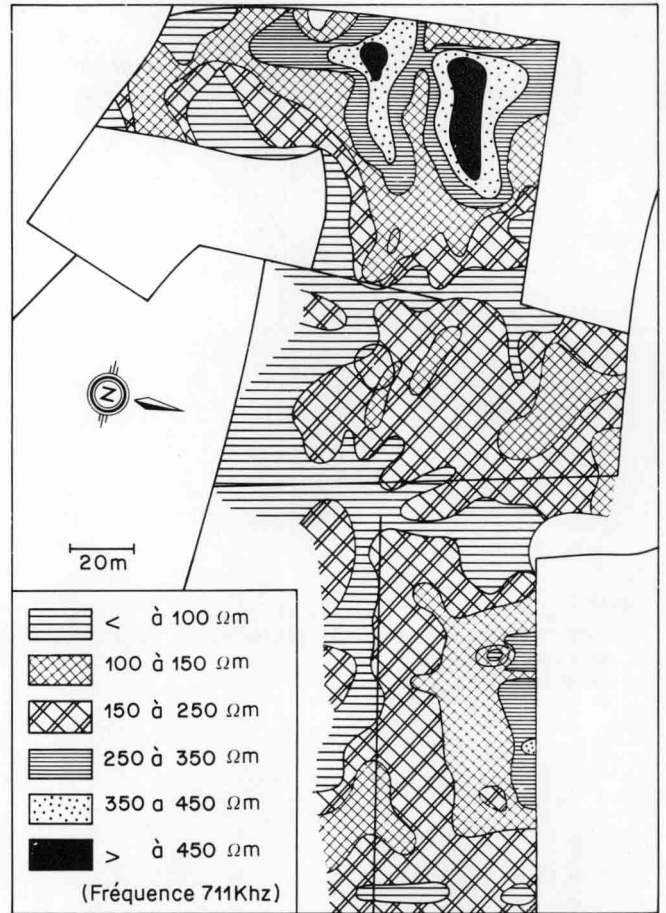 N
20m
< à 100 Ωm
100 à 150 Ωm
150 à 250 Ωm
250 à 350 Ωm
350 a 450 Ωm
> à 450 Ωm
(Fréquence 711Khz)